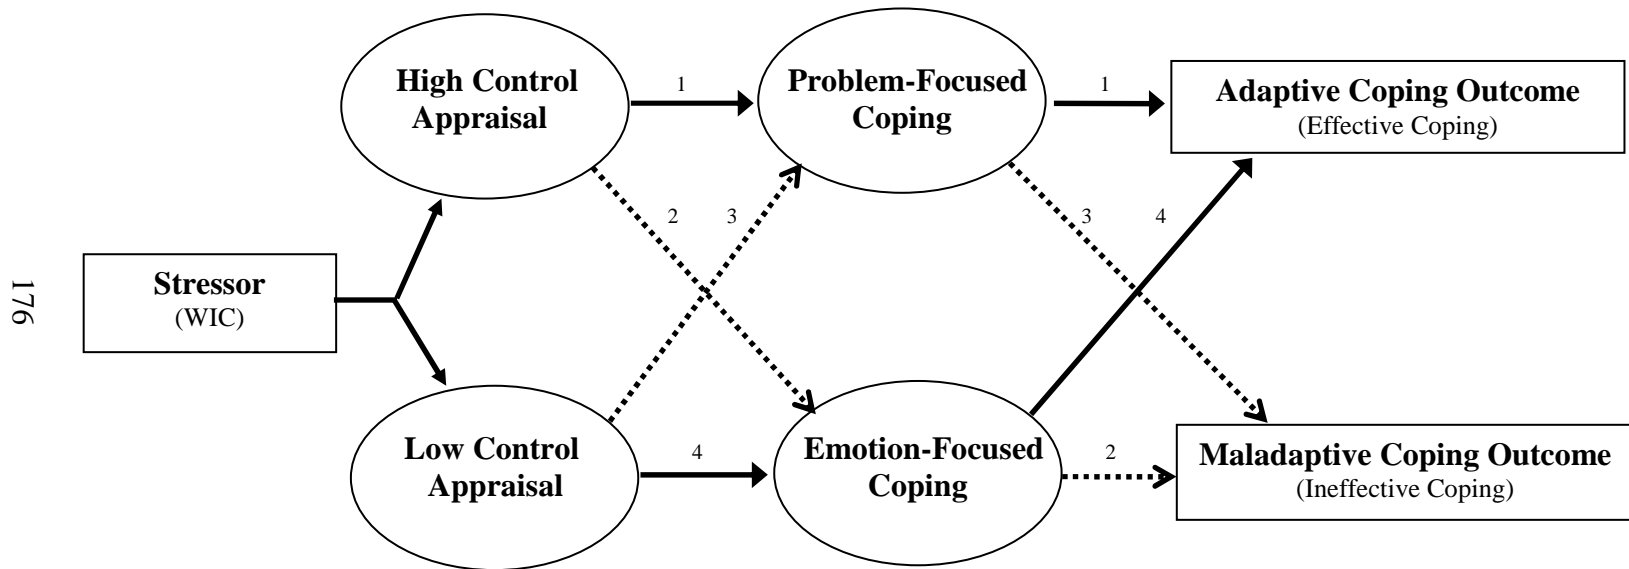 High Control
Appraisal
1
Problem-Focused
Coping
1
Adaptive Coping Outcome
(Effective Coping)
2
3
3
4
Stressor
(WIC)
176
Low Control
Appraisal
4
Emotion-Focused
Coping
2
Maladaptive Coping Outcome
(Ineffective Coping)